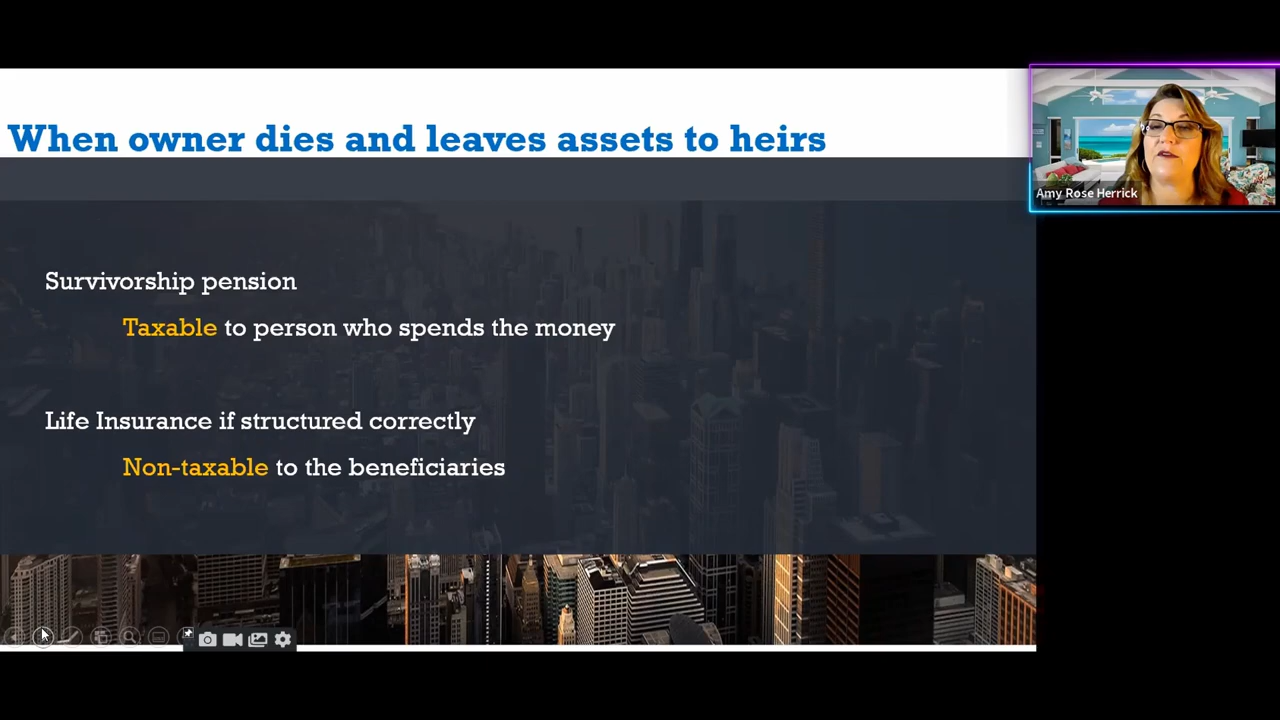 When owner dies and leaves assets to heirs
Amy Rose Herrick
Survivorship pension
Taxable to person who spends the money
Life Insurance if structured correctly
Non-taxable to the beneficiaries